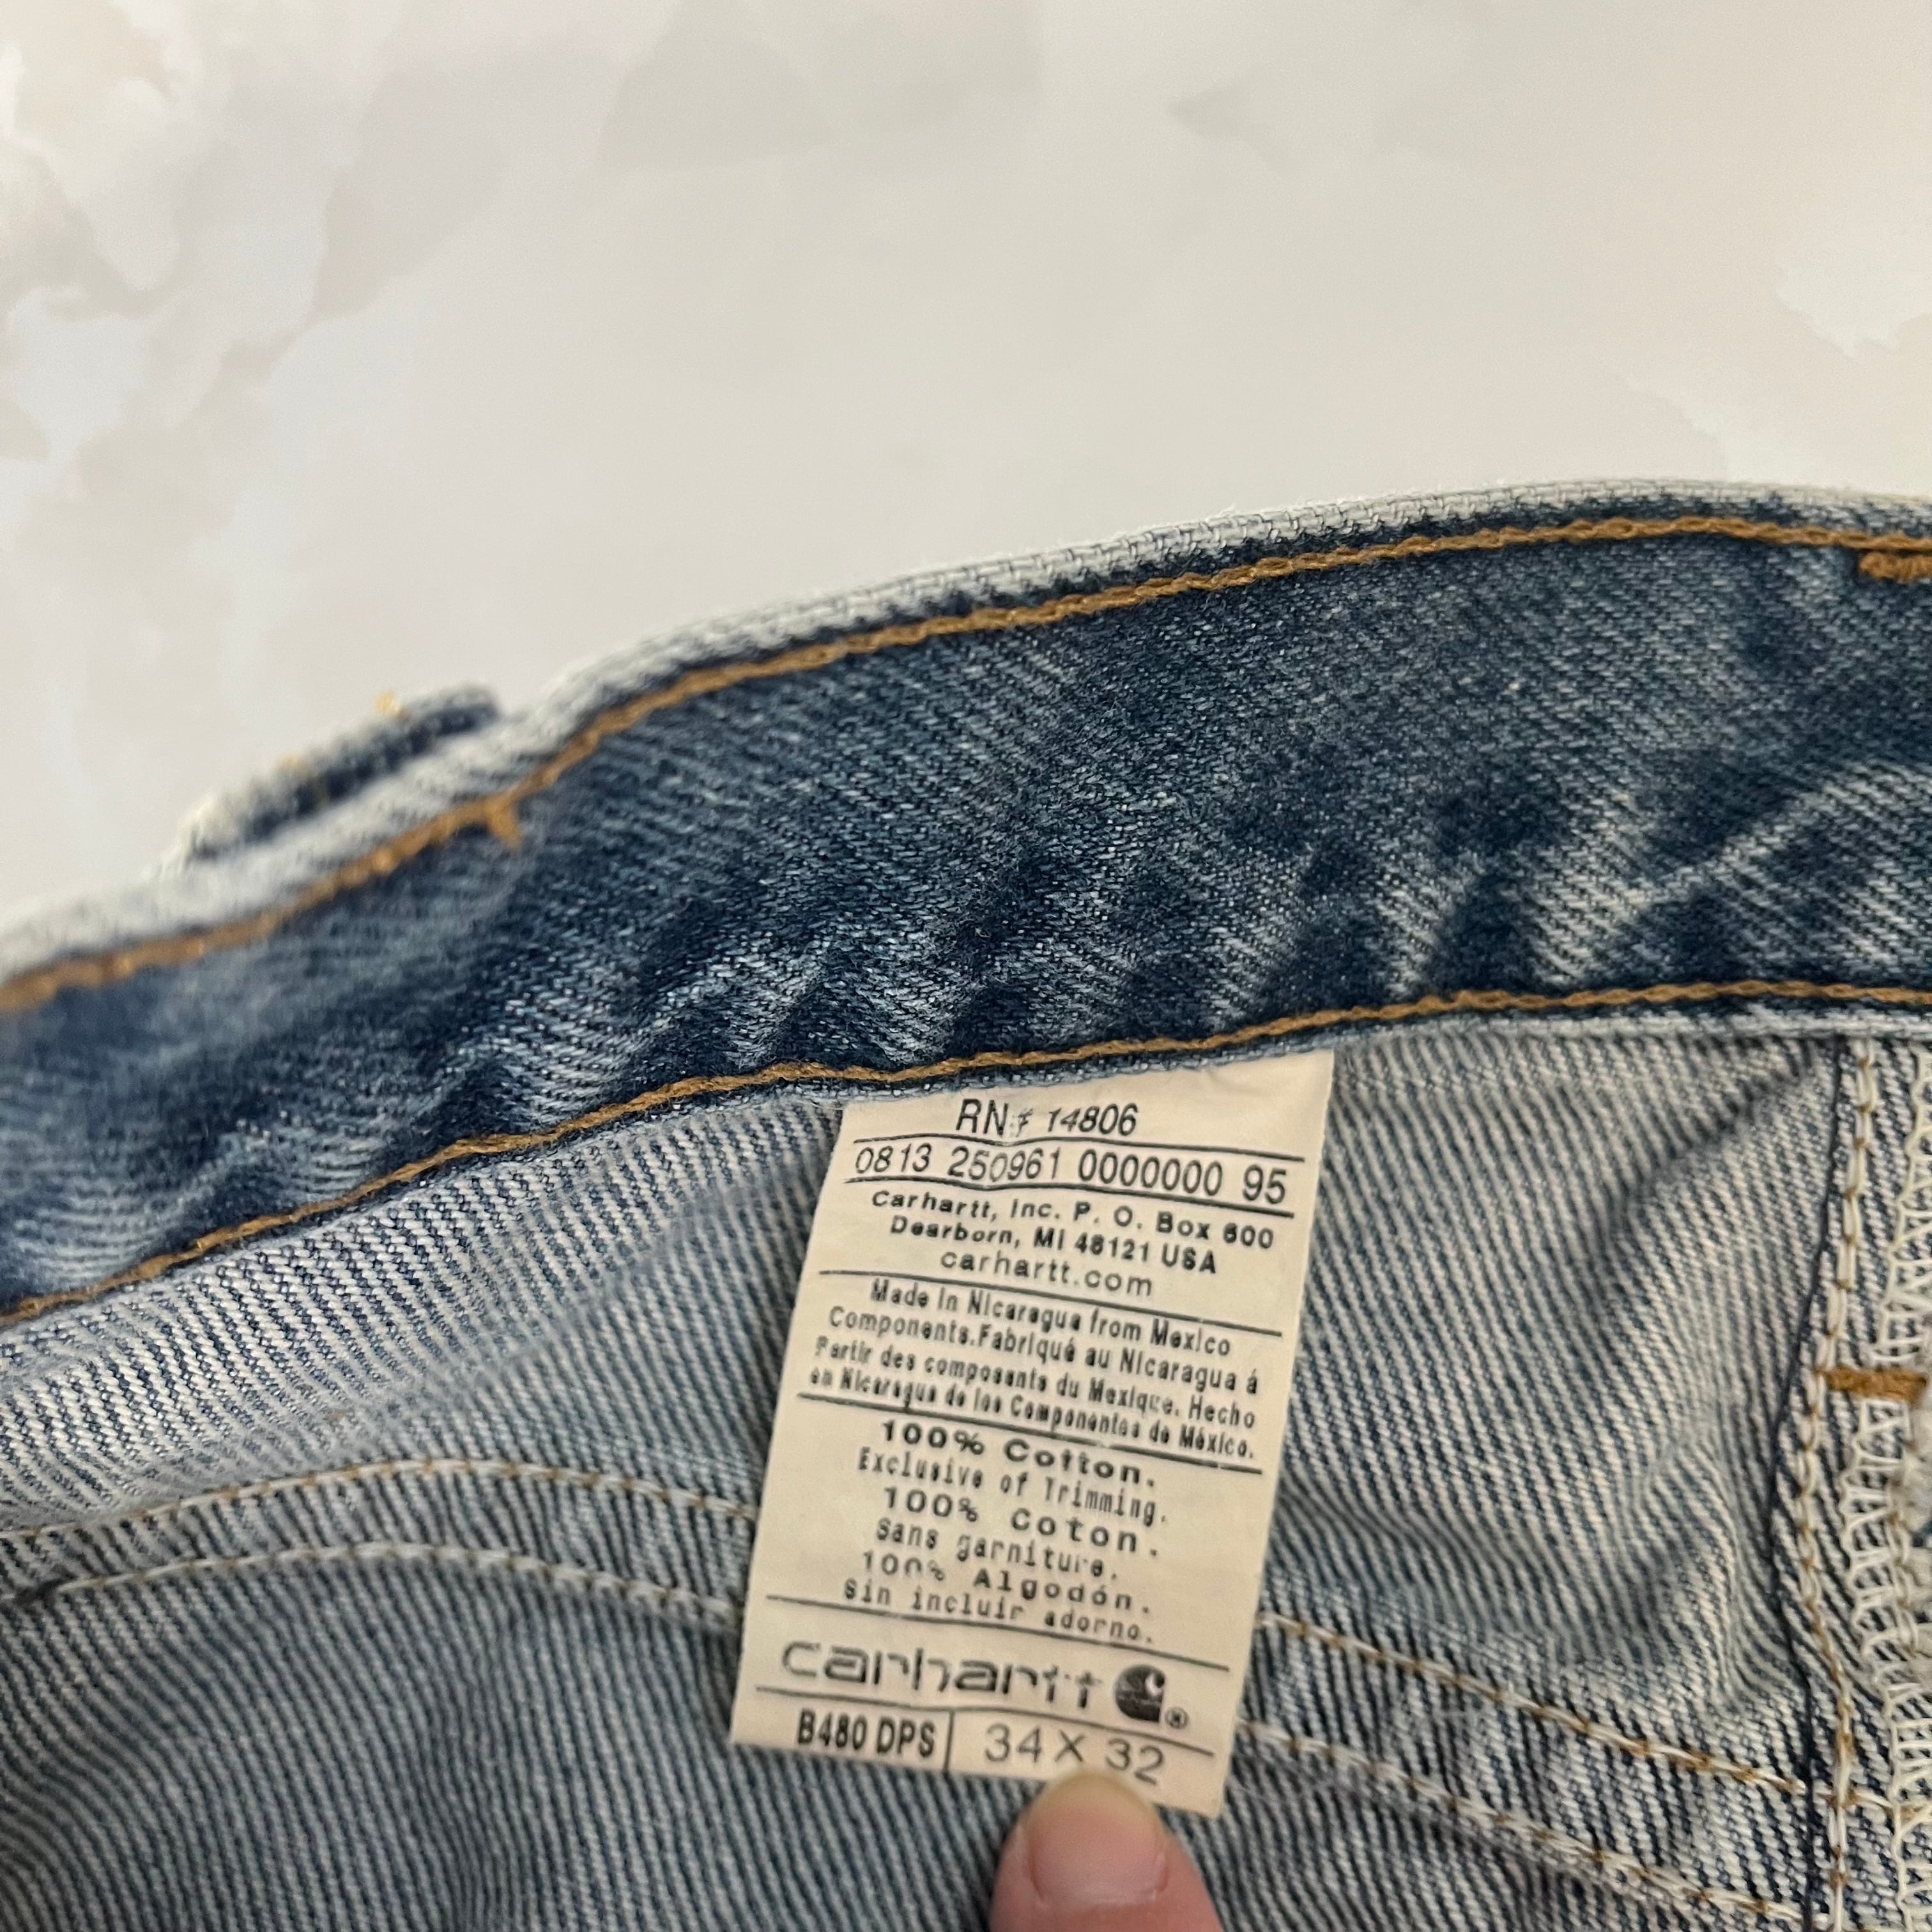 RN# 14806
0813 250961 0000000 95
Carhartt, Inc. P. O. Box 600
Dearborn, MI 48121 USA
carhartt.com
Made In Nicaragua from Mexico
Components.Fabriqué au Nicaragua á
Partir des composants du Mexique. Hecho
en Nicaragua de los Componentes de México.
100% Cotton.
Exclusive of Trimming.
100% Coton.
Sans garniture.
100% Algodón.
Sin incluir adorno.
carhartt ®
B480 DPS 34 X 32